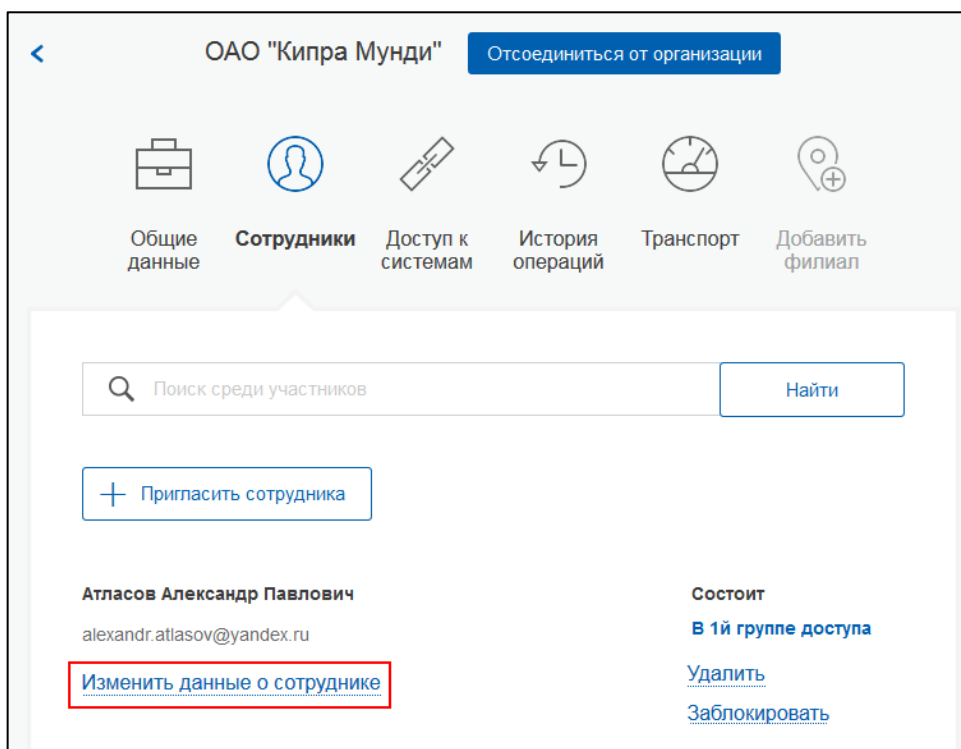 ОАО "Кипра Мунди" Отсоединиться от организации
Общие данные
Сотрудники
Доступ к системам
История операций
Транспорт
Добавить филиал
Поиск среди участников
Найти
Пригласить сотрудника
Атласов Александр Павлович
alexandr.atlasov@yandex.ru
Изменить данные о сотруднике
Состоит
В 1й группе доступа
Удалить
Заблокировать